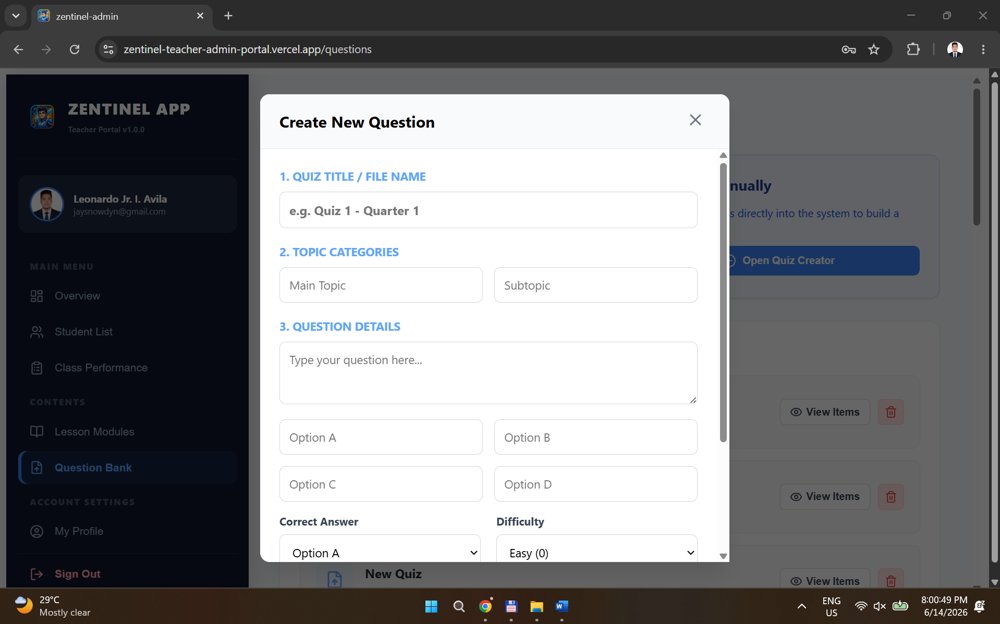 zentinel-admin
zentinel-teacher-admin-portal.vercel.app/questions
ZENTINEL APP
Teacher Portal v1.0.0
Leonardo Jr. I. Avila
jaysnowdyn@gmail.com
MAIN MENU
Overview
Student List
Class Performance
CONTENTS
Lesson Modules
Question Bank
ACCOUNT SETTINGS
My Profile
Sign Out
Create New Question
1. QUIZ TITLE / FILE NAME
e.g. Quiz 1 - Quarter 1
2. TOPIC CATEGORIES
Main Topic
Subtopic
3. QUESTION DETAILS
Type your question here...
Option A
Option B
Option C
Option D
Correct Answer
Difficulty
Option A
Easy (0)
nually
s directly into the system to build a
Open Quiz Creator
View Items
View Items
New Quiz
View Items
29°C
Mostly clear
ENG
US
8:00:49 PM
6/14/2026